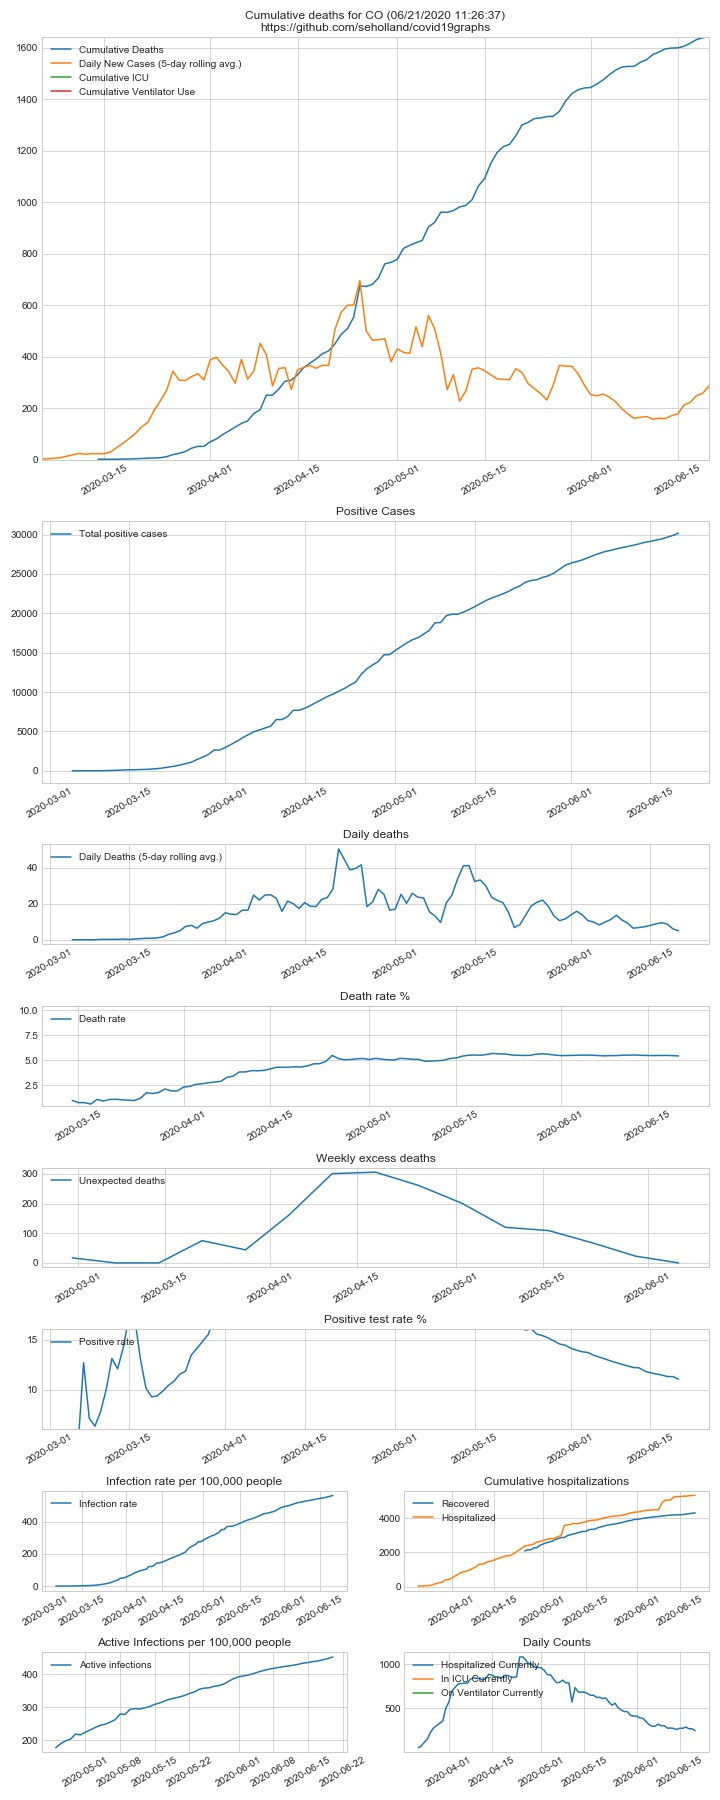 Cumulative deaths for CO (06/21/2020 11:26:37)
https://github.com/seholland/covid19graphs
Cumulative Deaths
Daily New Cases (5-day rolling avg.)
Cumulative ICU
Cumulative Ventilator Use
1600
1400
1200
1000
800
600
400
200
0
2020-03-15 2020-04-01 2020-04-15 2020-05-01 2020-05-15 2020-06-01 2020-06-15
Positive Cases
Total positive cases
30000
25000
20000
15000
10000
5000
0
2020-03-01 2020-03-15 2020-04-01 2020-04-15 2020-05-01 2020-05-15 2020-06-01 2020-06-15
Daily deaths
Daily Deaths (5-day rolling avg.)
40
20
0
2020-03-01 2020-03-15 2020-04-01 2020-04-15 2020-05-01 2020-05-15 2020-06-01 2020-06-15
Death rate %
Death rate
10.0
7.5
5.0
2.5
2020-03-15 2020-04-01 2020-04-15 2020-05-01 2020-05-15 2020-06-01 2020-06-15
Weekly excess deaths
Unexpected deaths
300
200
100
0
2020-03-01 2020-03-15 2020-04-01 2020-04-15 2020-05-01 2020-05-15 2020-06-01
Positive test rate %
Positive rate
15
10
2020-03-01 2020-03-15 2020-04-01 2020-04-15 2020-05-01 2020-05-15 2020-06-01 2020-06-15
Infection rate per 100,000 people
Infection rate
400
200
0
2020-03-01 2020-03-15 2020-04-01 2020-04-15 2020-05-01 2020-05-15 2020-06-01 2020-06-15
Cumulative hospitalizations
Recovered
Hospitalized
4000
2000
0
2020-04-01 2020-04-15 2020-05-01 2020-05-15 2020-06-01 2020-06-15
Active Infections per 100,000 people
Active infections
400
300
200
2020-05-01 2020-05-08 2020-05-15 2020-05-22 2020-06-01 2020-06-08 2020-06-15 2020-06-22
Daily Counts
Hospitalized Currently
In ICU Currently
On Ventilator Currently
1000
500
2020-04-01 2020-04-15 2020-05-01 2020-05-15 2020-06-01 2020-06-15